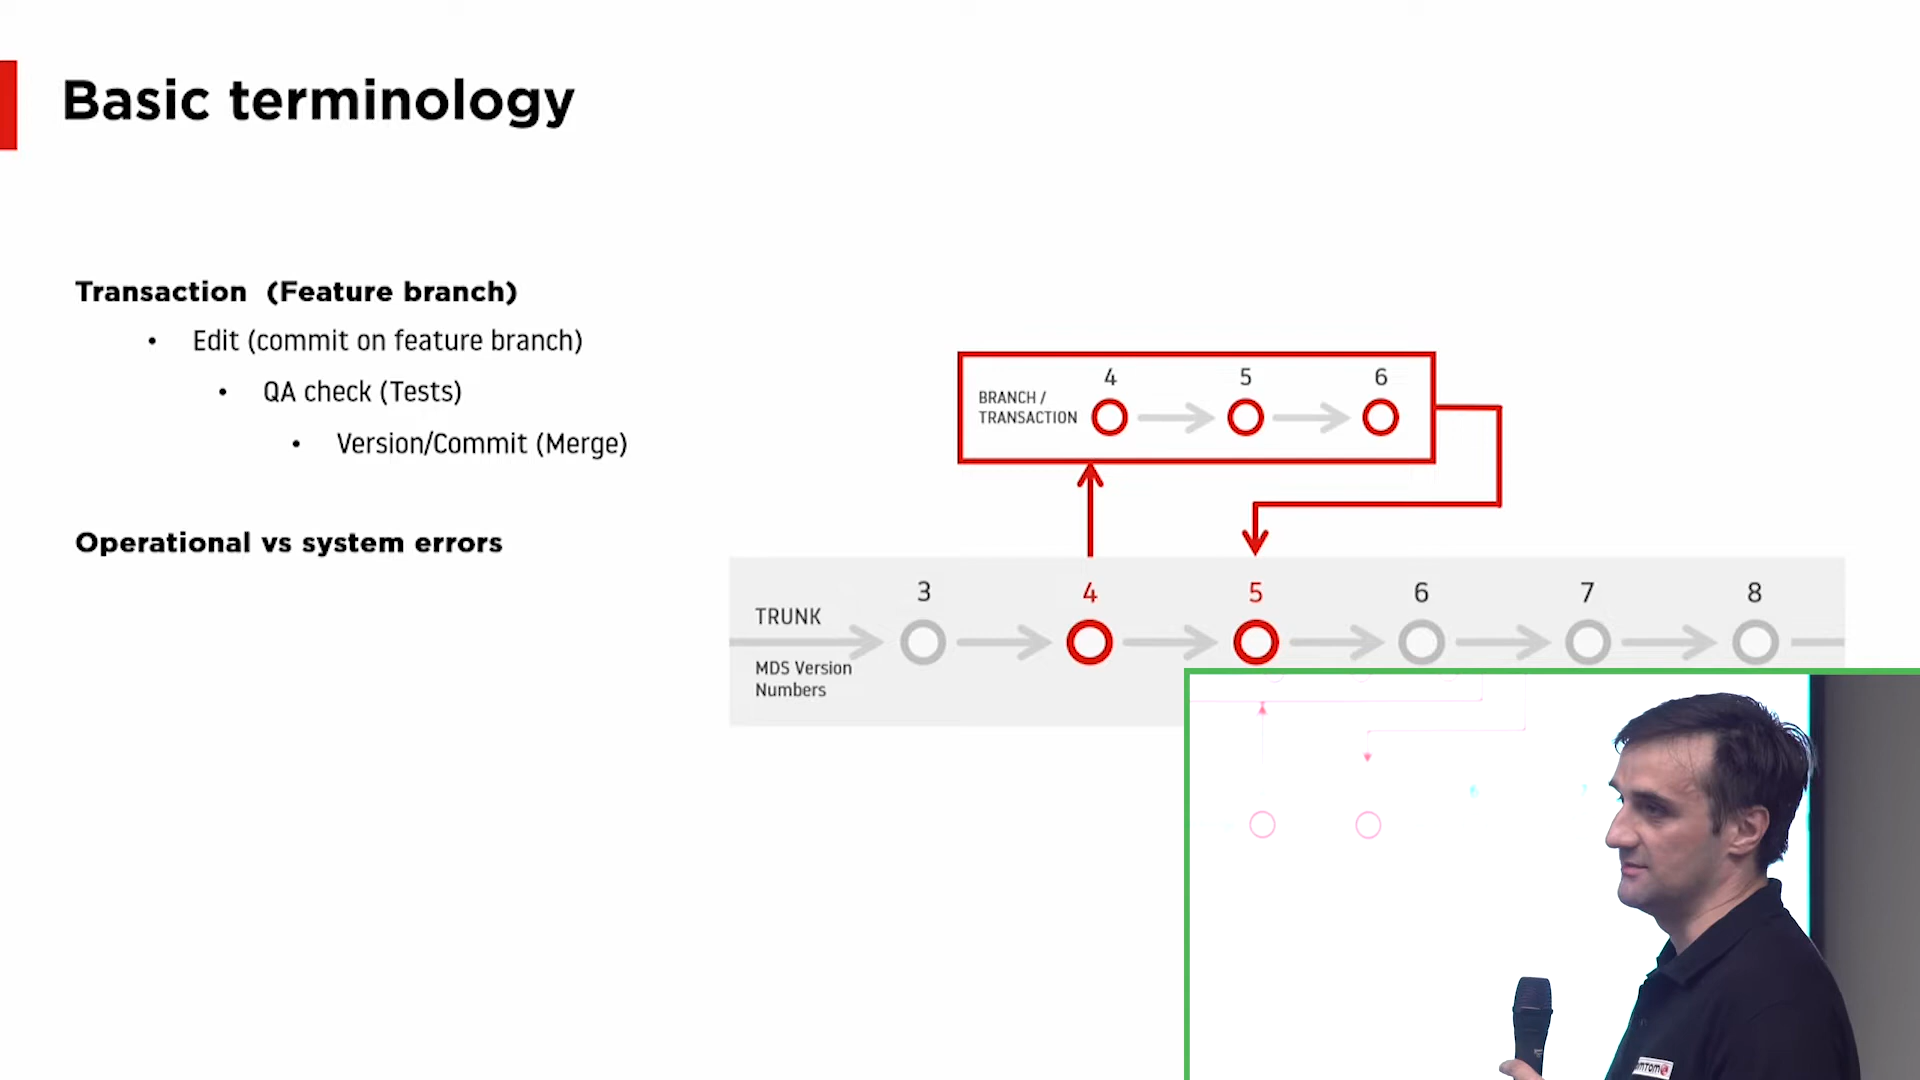 Basic terminology
Transaction (Feature branch)
• Edit (commit on feature branch)
• QA check (Tests)
• Version/Commit (Merge)
Operational vs system errors
4 5 6
BRANCH /
TRANSACTION
3 4 5 6 7 8
TRUNK
MDS Version
Numbers